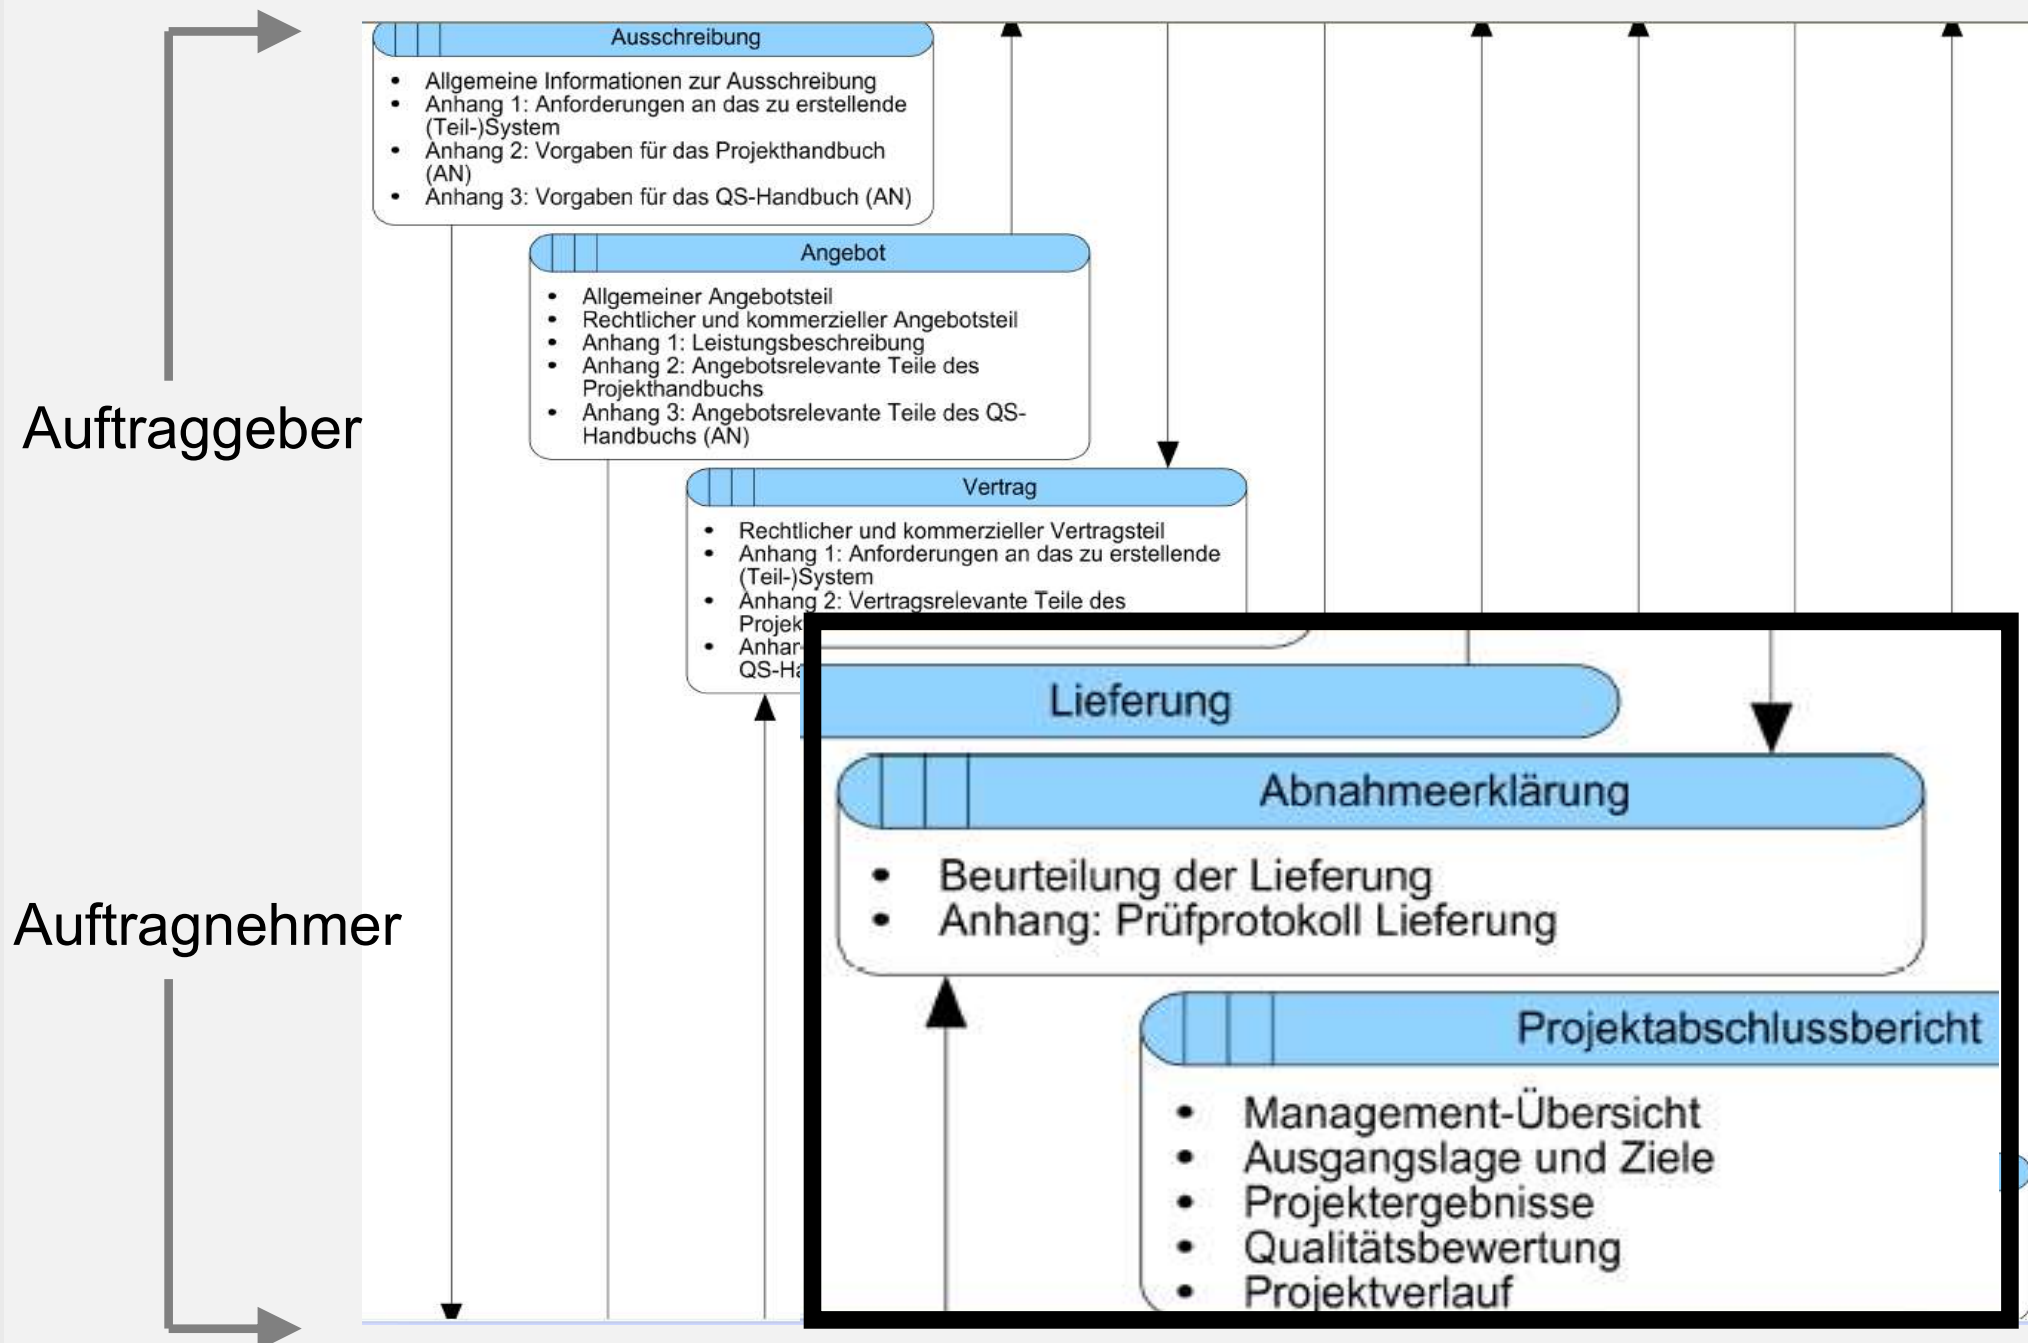 Auftraggeber
Auftragnehmer
Ausschreibung
• Allgemeine Informationen zur Ausschreibung
• Anhang 1: Anforderungen an das zu erstellende
(Teil-)System
• Anhang 2: Vorgaben für das Projekthandbuch
(AN)
• Anhang 3: Vorgaben für das QS-Handbuch (AN)
Angebot
• Allgemeiner Angebotsteil
• Rechtlicher und kommerzieller Angebotsteil
• Anhang 1: Leistungsbeschreibung
• Anhang 2: Angebotsrelevante Teile des
Projekthandbuchs
• Anhang 3: Angebotsrelevante Teile des QS-
Handbuchs (AN)
Vertrag
• Rechtlicher und kommerzieller Vertragsteil
• Anhang 1: Anforderungen an das zu erstellende
(Teil-)System
• Anhang 2: Vertragsrelevante Teile des
Lieferung
Abnahmeerklärung
• Beurteilung der Lieferung
• Anhang: Prüfprotokoll Lieferung
Projektabschlussbericht
• Management-Übersicht
• Ausgangslage und Ziele
• Projektergebnisse
• Qualitätsbewertung
• Projektverlauf